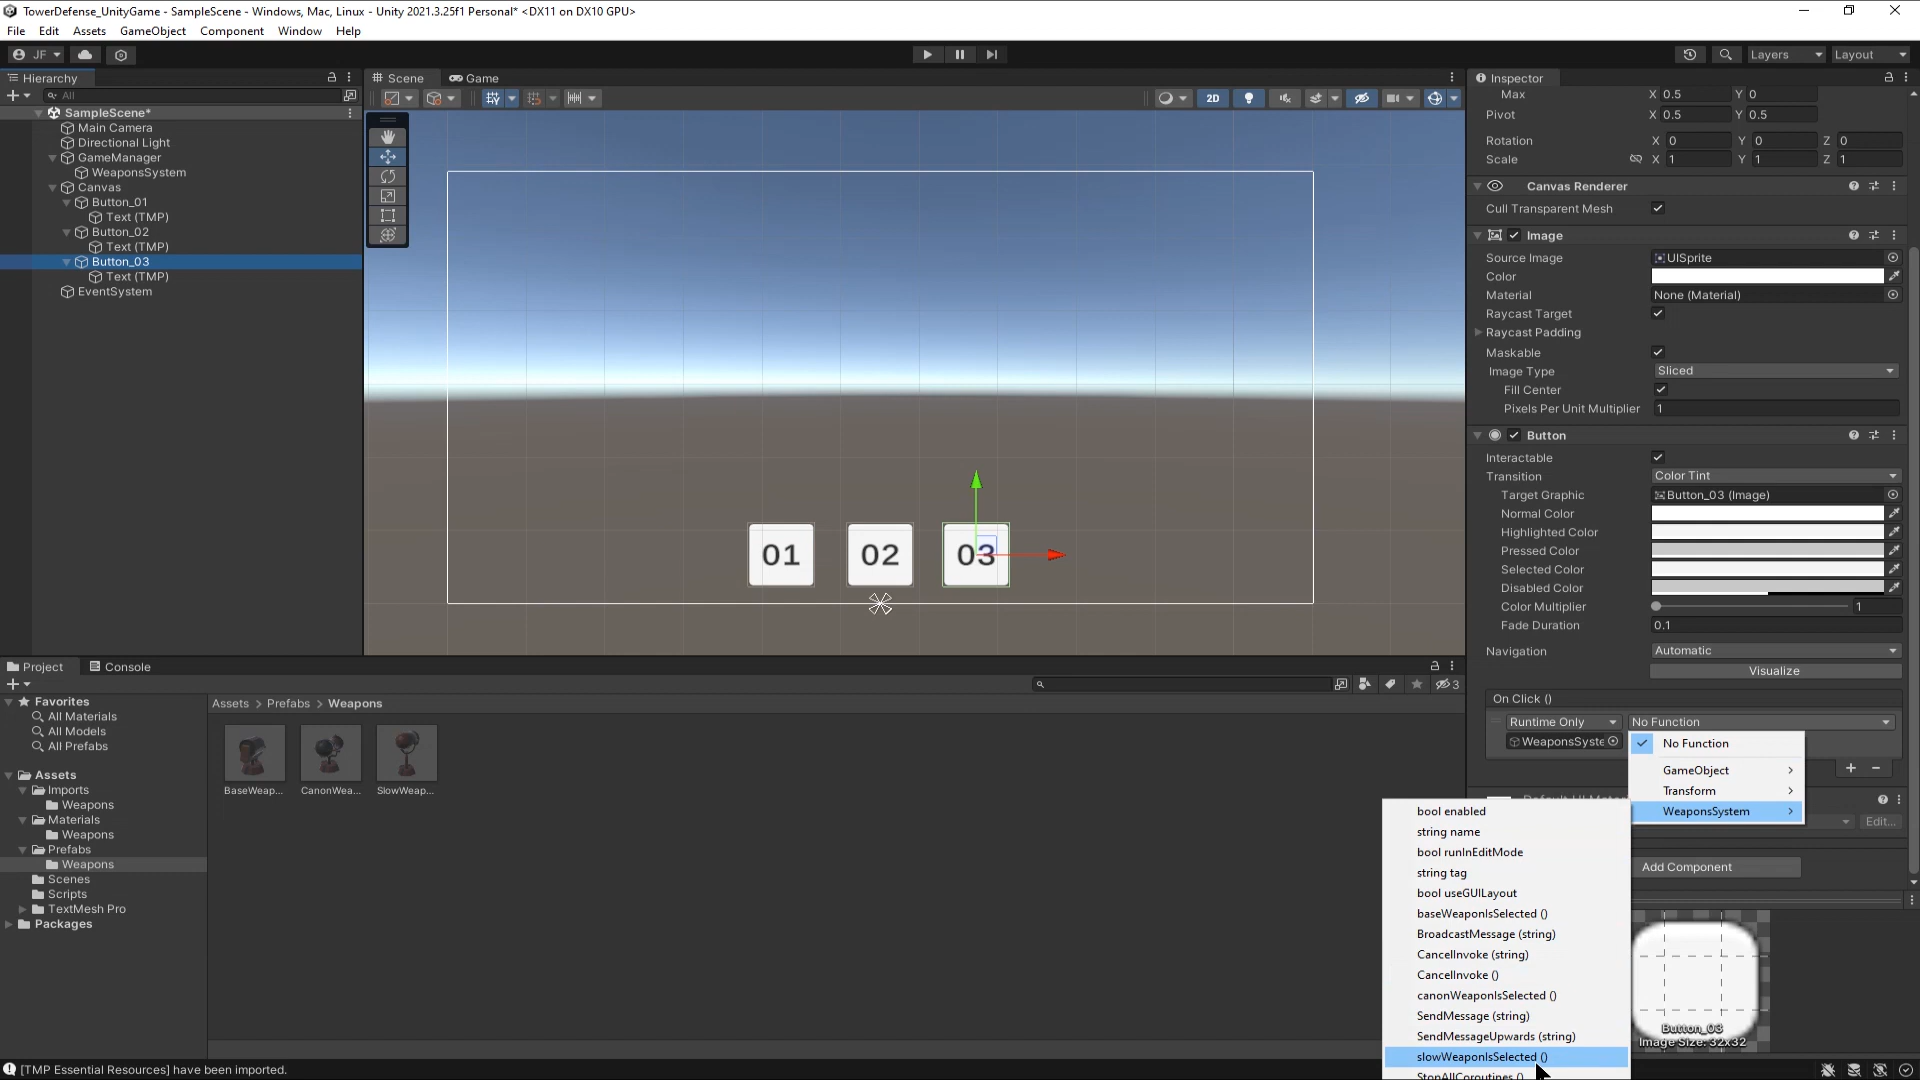 TowerDefense_UnityGame - SampleScene - Windows, Mac, Linux - Unity 2021.3.25f1 Personal* <DX11 on DX10 GPU>
File Edit Assets GameObject Component Window Help
JF Layers Layout
Hierarchy
All
SampleScene*
Main Camera
Directional Light
GameManager
WeaponsSystem
Canvas
Button_01
Text (TMP)
Button_02
Text (TMP)
Button_03
Text (TMP)
EventSystem
Scene Game
2D
01 02 03
Inspector
Max X 0.5 Y 0
Pivot X 0.5 Y 0.5
Rotation X 0 Y 0 Z 0
Scale X 1 Y 1 Z 1
Canvas Renderer
Cull Transparent Mesh
Image
Source Image UISprite
Color
Material None (Material)
Raycast Target
Raycast Padding
Maskable
Image Type Sliced
Fill Center
Pixels Per Unit Multiplier 1
Button
Interactable
Transition Color Tint
Target Graphic Button_03 (Image)
Normal Color
Highlighted Color
Pressed Color
Selected Color
Disabled Color
Color Multiplier 1
Fade Duration 0.1
Navigation Automatic
Visualize
On Click ()
Runtime Only No Function
WeaponsSyste
No Function
GameObject
Transform
WeaponsSystem
Edit...
bool enabled
string name
bool runInEditMode
string tag
bool useGUILayout
baseWeaponIsSelected ()
BroadcastMessage (string)
CancelInvoke (string)
CancelInvoke ()
canonWeaponIsSelected ()
SendMessage (string)
SendMessageUpwards (string)
slowWeaponIsSelected ()
StopAllCoroutines ()
Add Component
Button_03
Image Size: 32x32
Project Console
3
Favorites
All Materials
All Models
All Prefabs
Assets
Imports
Weapons
Materials
Weapons
Prefabs
Weapons
Scenes
Scripts
TextMesh Pro
Packages
Assets > Prefabs > Weapons
BaseWeap... CanonWea... SlowWeap...
[TMP Essential Resources] have been imported.